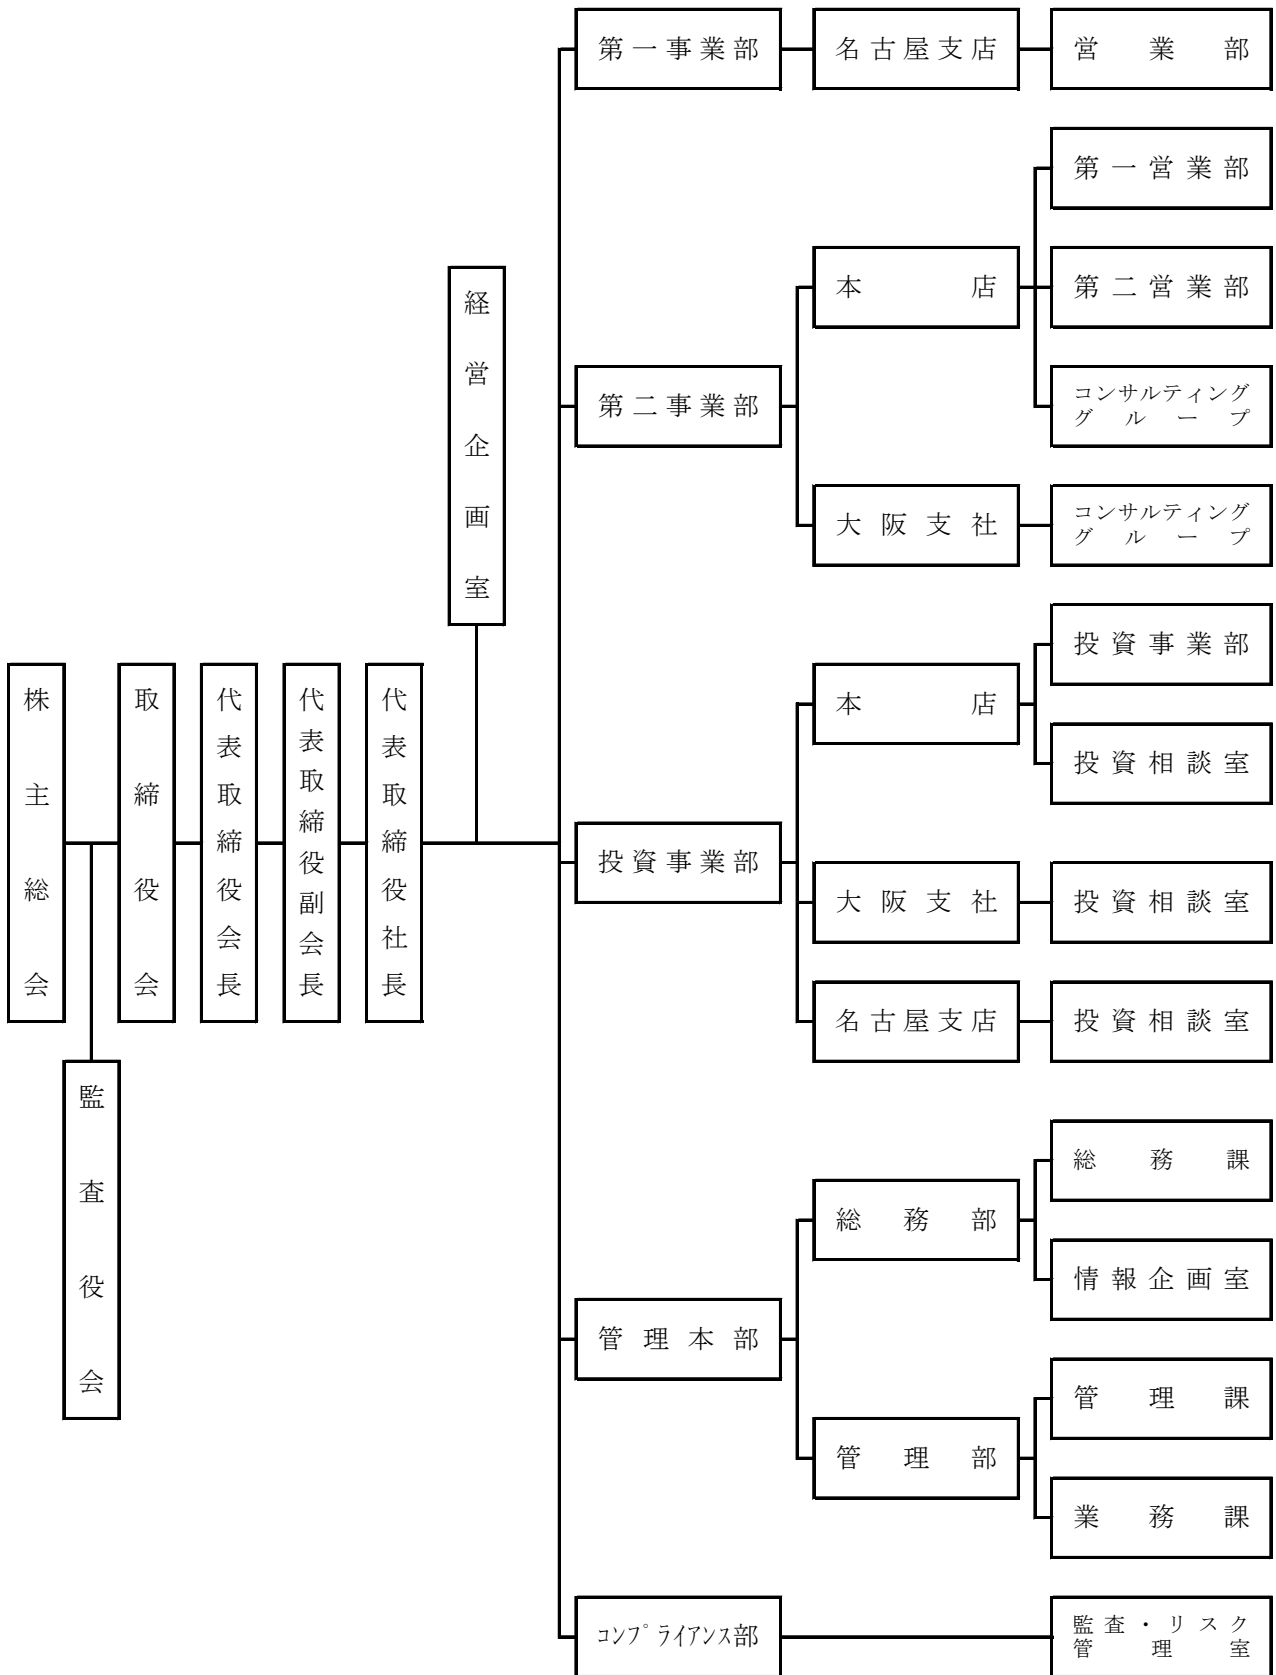 株主総会
監査役会
取締役会
代表取締役会長
代表取締役副会長
代表取締役社長
経営企画室
第一事業部
名古屋支店
営業部
第二事業部
本店
第一営業部
第二営業部
コンサルティング
グループ
大阪支社
コンサルティング
グループ
投資事業部
本店
投資事業部
投資相談室
大阪支社
投資相談室
名古屋支店
投資相談室
管理本部
総務部
総務課
情報企画室
管理部
管理課
業務課
コンプライアンス部
監査・リスク
管理室